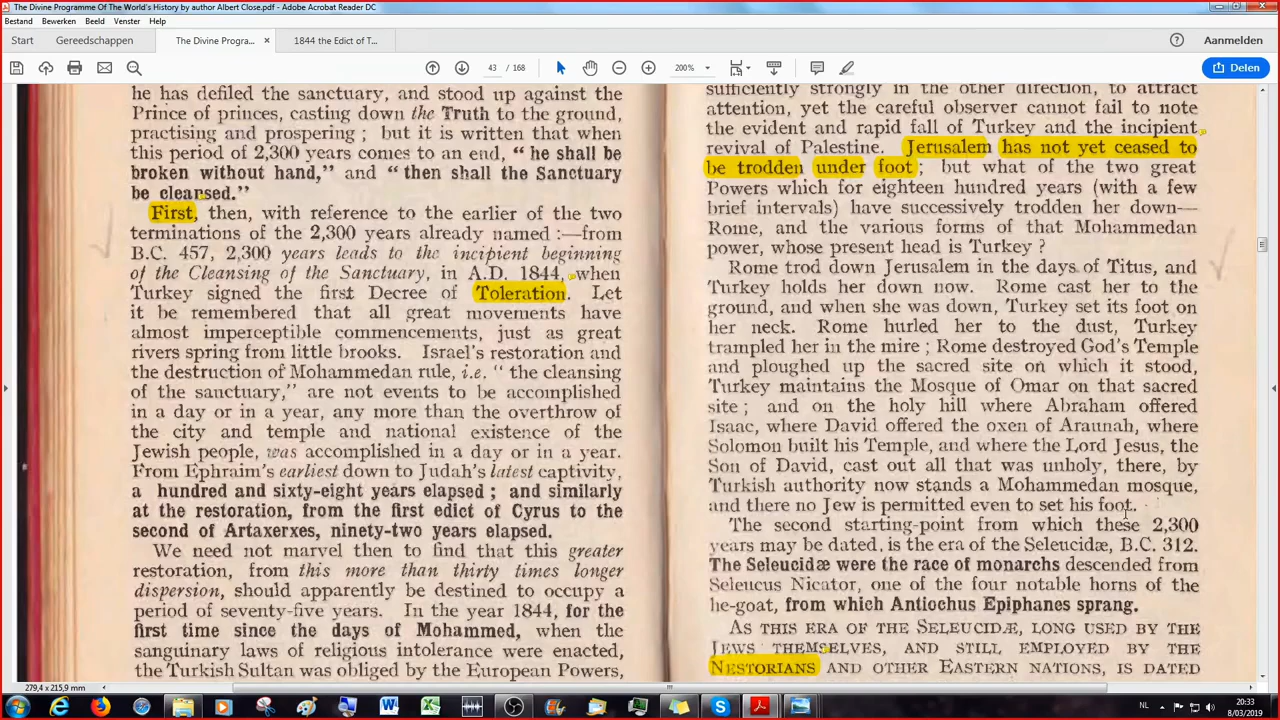 The Divine Programme Of The World's History by author Albert Close.pdf - Adobe Acrobat Reader DC
Bestand Bewerken Beeld Venster Help
Start Gereedschappen The Divine Progra... × 1844 the Edict of T... Aanmelden
43 / 168 200% Delen
he has defiled the sanctuary, and stood up against the
Prince of princes, casting down the Truth to the ground,
practising and prospering ; but it is written that when
this period of 2,300 years comes to an end, “ he shall be
broken without hand,” and “ then shall the Sanctuary
be cleansed.”
First, then, with reference to the earlier of the two
terminations of the 2,300 years already named :—from
B.C. 457, 2,300 years leads to the incipient beginning
of the Cleansing of the Sanctuary, in A.D. 1844, when
Turkey signed the first Decree of Toleration. Let
it be remembered that all great movements have
almost imperceptible commencements, just as great
rivers spring from little brooks. Israel's restoration and
the destruction of Mohammedan rule, i.e. “ the cleansing
of the sanctuary,” are not events to be accomplished
in a day or in a year, any more than the overthrow of
the city and temple and national existence of the
Jewish people, was accomplished in a day or in a year.
From Ephraim's earliest down to Judah's latest captivity,
a hundred and sixty-eight years elapsed ; and similarly
at the restoration, from the first edict of Cyrus to the
second of Artaxerxes, ninety-two years elapsed.
We need not marvel then to find that this greater
restoration, from this more than thirty times longer
dispersion, should apparently be destined to occupy a
period of seventy-five years. In the year 1844, for the
first time since the days of Mohammed, when the
sanguinary laws of religious intolerance were enacted,
the Turkish Sultan was obliged by the European Powers,
sufficiently strongly in the other direction, to attract
attention, yet the careful observer cannot fail to note
the evident and rapid fall of Turkey and the incipient
revival of Palestine. Jerusalem has not yet ceased to
be trodden under foot ; but what of the two great
Powers which for eighteen hundred years (with a few
brief intervals) have successively trodden her down—
Rome, and the various forms of that Mohammedan
power, whose present head is Turkey ?
Rome trod down Jerusalem in the days of Titus, and
Turkey holds her down now. Rome cast her to the
ground, and when she was down, Turkey set its foot on
her neck. Rome hurled her to the dust, Turkey
trampled her in the mire ; Rome destroyed God's Temple
and ploughed up the sacred site on which it stood,
Turkey maintains the Mosque of Omar on that sacred
site ; and on the holy hill where Abraham offered
Isaac, where David offered the oxen of Araunah, where
Solomon built his Temple, and where the Lord Jesus, the
Son of David, cast out all that was unholy, there, by
Turkish authority now stands a Mohammedan mosque,
and there no Jew is permitted even to set his foot.
The second starting-point from which these 2,300
years may be dated, is the era of the Seleucidæ, B.C. 312.
The Seleucidæ were the race of monarchs descended from
Seleucus Nicator, one of the four notable horns of the
he-goat, from which Antiochus Epiphanes sprang.
AS THIS ERA OF THE SELEUCIDÆ, LONG USED BY THE
JEWS THEMSELVES, AND STILL EMPLOYED BY THE
NESTORIANS AND OTHER EASTERN NATIONS, IS DATED
279,4 x 215,9 mm
NL 20:33
8/03/2019